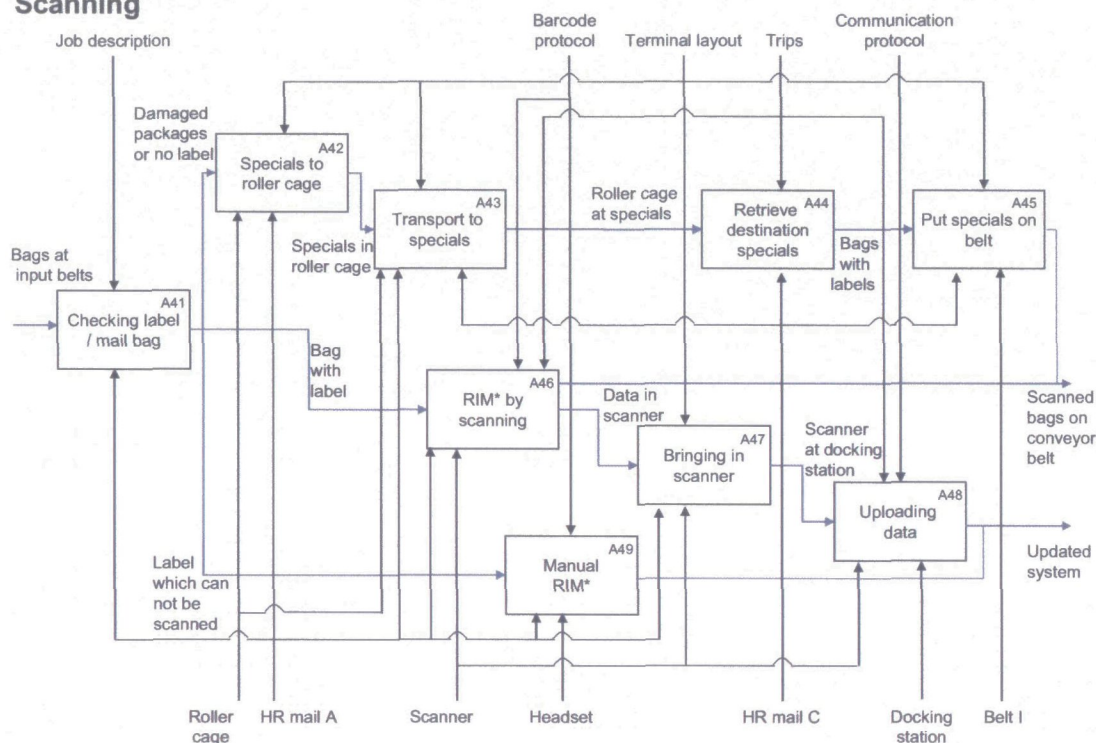 Scanning
Job description
Barcode
protocol
Terminal layout
Trips
Communication
protocol
Damaged
packages
or no label
A42
Specials to
roller cage
A43
Transport to
specials
Specials in
roller cage
Roller cage
at specials
A44
Retrieve
destination
specials
Bags
with
labels
A45
Put specials on
belt
Bags at
input belts
A41
Checking label
/ mail bag
Bag
with
label
A46
RIM* by
scanning
Data in
scanner
A47
Bringing in
scanner
Scanner
at docking
station
A48
Uploading
data
Scanned
bags on
conveyor
belt
Updated
system
Label
which can
not be
scanned
A49
Manual
RIM*
Roller
cage
HR mail A
Scanner
Headset
HR mail C
Docking
station
Belt I